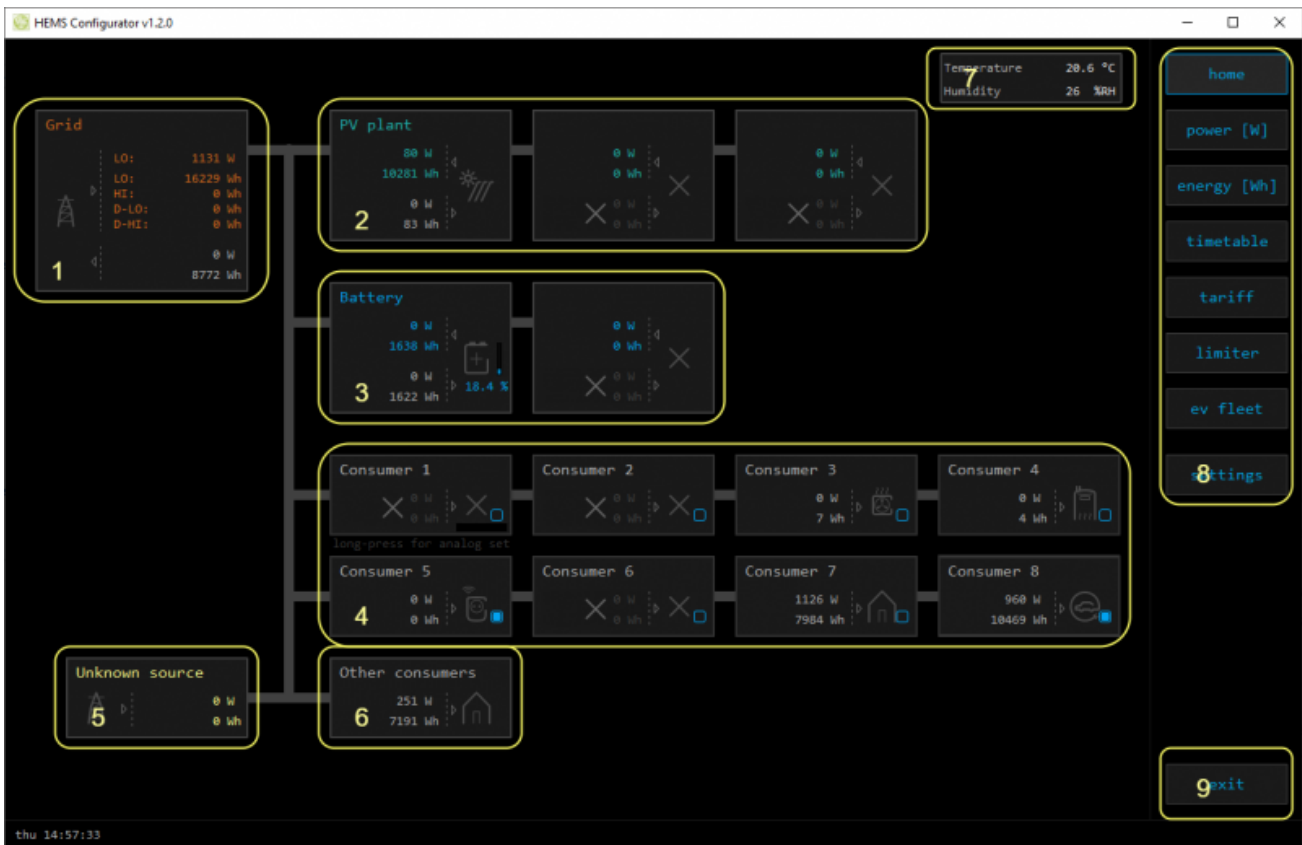 HEMS Configurator v1.2.0
Temperature 20.6 °C
Humidity 26 %RH
7
Grid
LO: 1131 W
LO: 16229 Wh
HI: 0 Wh
D-LO: 0 Wh
D-HI: 0 Wh
0 W
8772 Wh
1
PV plant
80 W
10281 Wh
0 W
83 Wh
2
0 W
0 Wh
0 W
0 Wh
0 W
0 Wh
0 W
0 Wh
Battery
0 W
1638 Wh
0 W
1622 Wh
18.4 %
3
0 W
0 Wh
0 W
0 Wh
Consumer 1
0 W
0 Wh
long-press for analog set
Consumer 2
0 W
0 Wh
Consumer 3
0 W
7 Wh
Consumer 4
0 W
4 Wh
Consumer 5
0 W
0 Wh
4
Consumer 6
0 W
0 Wh
Consumer 7
1126 W
7984 Wh
Consumer 8
960 W
10469 Wh
Unknown source
0 W
0 Wh
5
Other consumers
251 W
7191 Wh
6
home
power [W]
energy [Wh]
timetable
tariff
limiter
ev fleet
settings
8
exit
9
thu 14:57:33